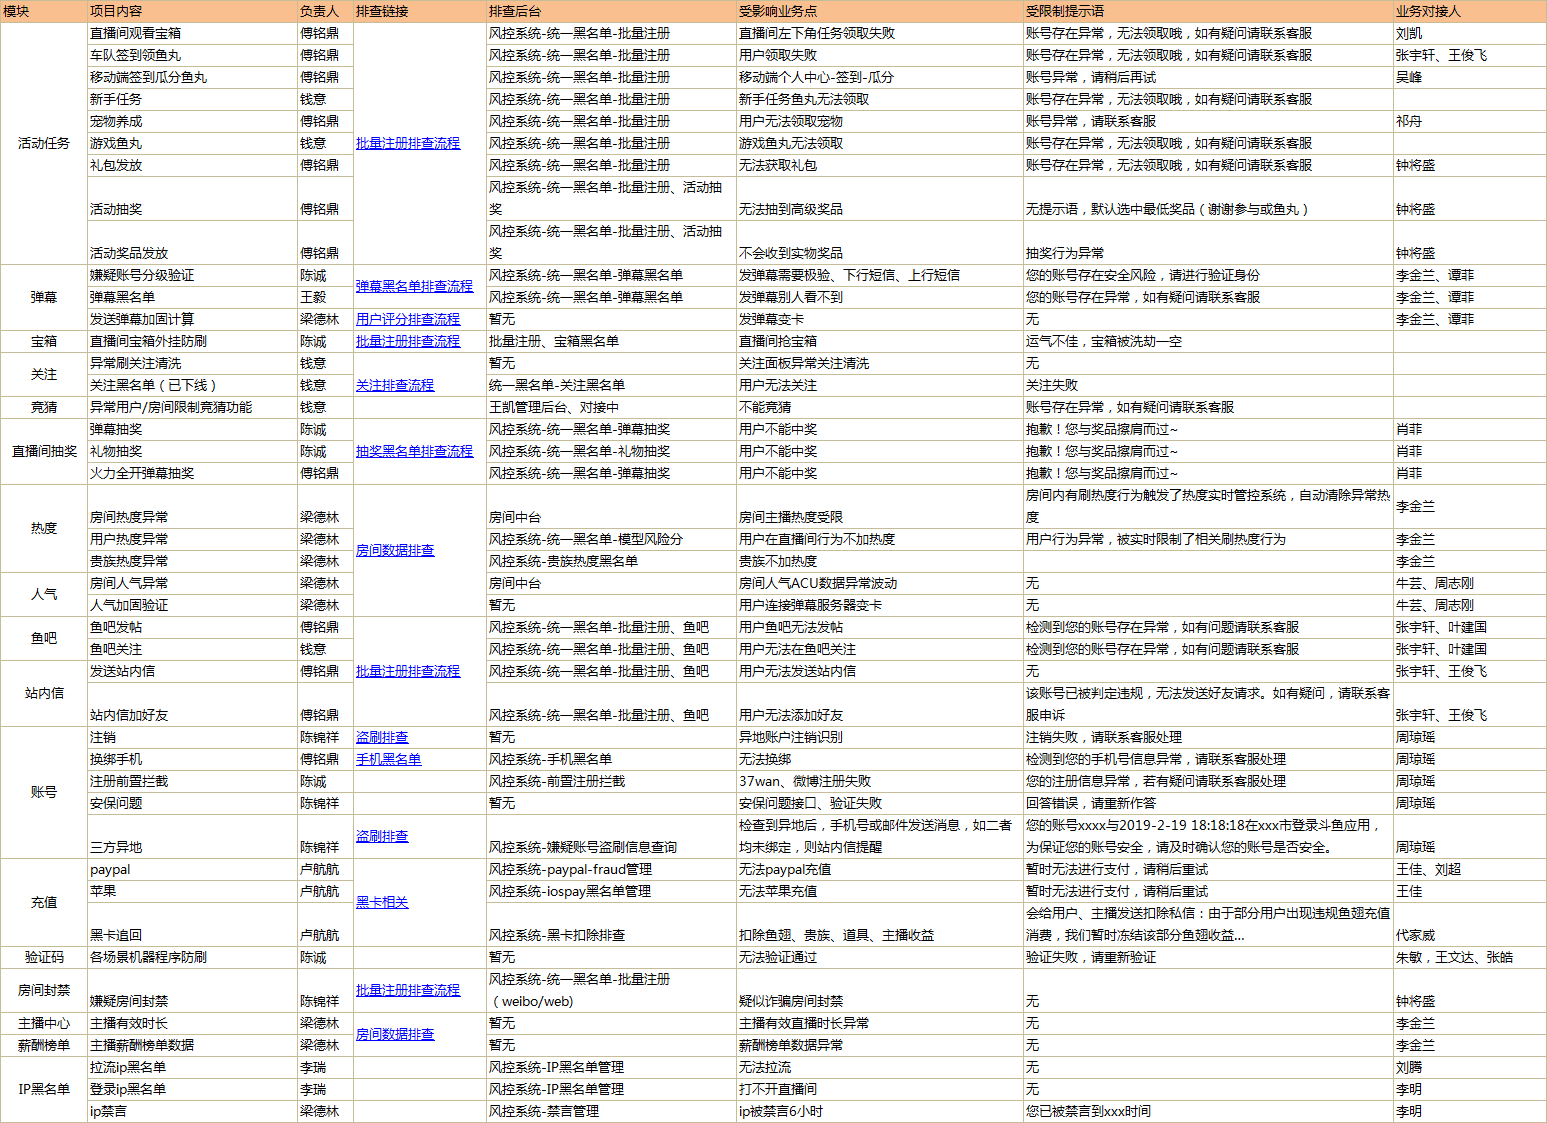 模块 项目内容 负责人 排查链接 排查后台 受影响业务点 受限制提示语 业务对接人
直播间观看宝箱 傅铭鼎 风控系统-统一黑名单-批量注册 直播间左下角任务领取失败 账号存在异常，无法领取哦，如有疑问请联系客服 刘凯
车队签到领鱼丸 傅铭鼎 风控系统-统一黑名单-批量注册 用户领取失败 账号存在异常，无法领取哦，如有疑问请联系客服 张宇轩、王俊飞
移动端签到瓜分鱼丸 傅铭鼎 风控系统-统一黑名单-批量注册 移动端个人中心-签到-瓜分 账号异常，请稍后再试 吴峰
新手任务 钱意 风控系统-统一黑名单-批量注册 新手任务鱼丸无法领取 账号存在异常，无法领取哦，如有疑问请联系客服
宠物养成 傅铭鼎 风控系统-统一黑名单-批量注册 用户无法领取宠物 账号异常，请联系客服 祁舟
活动任务 游戏鱼丸 钱意 批量注册排查流程 风控系统-统一黑名单-批量注册 游戏鱼丸无法领取 账号存在异常，无法领取哦，如有疑问请联系客服
礼包发放 傅铭鼎 风控系统-统一黑名单-批量注册 无法获取礼包 账号存在异常，无法领取哦，如有疑问请联系客服 钟将盛
风控系统-统一黑名单-批量注册、活动抽
活动抽奖 傅铭鼎 奖 无法抽到高级奖品 无提示语，默认选中最低奖品（谢谢参与或鱼丸） 钟将盛
风控系统-统一黑名单-批量注册、活动抽
活动奖品发放 傅铭鼎 奖 不会收到实物奖品 抽奖行为异常 钟将盛
嫌疑账号分级验证 陈诚 风控系统-统一黑名单-弹幕黑名单 发弹幕需要极验、下行短信、上行短信 您的账号存在安全风险，请进行验证身份 李金兰、谭菲
弹幕 弹幕黑名单 王毅 弹幕黑名单排查流程 风控系统-统一黑名单-弹幕黑名单 发弹幕别人看不到 您的账号存在异常，如有疑问请联系客服 李金兰、谭菲
发送弹幕加固计算 梁德林 用户评分排查流程 暂无 发弹幕变卡 无 李金兰、谭菲
宝箱 直播间宝箱外挂防刷 陈诚 批量注册排查流程 批量注册、宝箱黑名单 直播间抢宝箱 运气不佳，宝箱被洗劫一空
关注 异常刷关注清洗 钱意 暂无 关注面板异常关注清洗 无
关注黑名单（已下线） 钱意 关注排查流程 统一黑名单-关注黑名单 用户无法关注 关注失败
竞猜 异常用户/房间限制竞猜功能 钱意 王凯管理后台、对接中 不能竞猜 账号存在异常，如有疑问请联系客服
弹幕抽奖 陈诚 风控系统-统一黑名单-弹幕抽奖 用户不能中奖 抱歉！您与奖品擦肩而过~ 肖菲
直播间抽奖 礼物抽奖 陈诚 抽奖黑名单排查流程 风控系统-统一黑名单-礼物抽奖 用户不能中奖 抱歉！您与奖品擦肩而过~ 肖菲
火力全开弹幕抽奖 傅铭鼎 风控系统-统一黑名单-弹幕抽奖 用户不能中奖 抱歉！您与奖品擦肩而过~ 肖菲
房间内有刷热度行为触发了热度实时管控系统，自动清除异常热
热度 房间热度异常 梁德林 房间中台 房间主播热度受限 度 李金兰
用户热度异常 梁德林 房间数据排查 风控系统-统一黑名单-模型风险分 用户在直播间行为不加热度 用户行为异常，被实时限制了相关刷热度行为 李金兰
贵族热度异常 梁德林 风控系统-贵族热度黑名单 贵族不加热度 李金兰
人气 房间人气异常 梁德林 房间中台 房间人气ACU数据异常波动 无 牛芸、周志刚
人气加固验证 梁德林 暂无 用户连接弹幕服务器变卡 无 牛芸、周志刚
鱼吧 鱼吧发帖 傅铭鼎 风控系统-统一黑名单-批量注册、鱼吧 用户鱼吧无法发帖 检测到您的账号存在异常，如有问题请联系客服 张宇轩、叶建国
鱼吧关注 钱意 风控系统-统一黑名单-批量注册、鱼吧 用户无法在鱼吧关注 检测到您的账号存在异常，如有问题请联系客服 张宇轩、叶建国
站内信 发送站内信 傅铭鼎 批量注册排查流程 风控系统-统一黑名单-批量注册、鱼吧 用户无法发送站内信 无 张宇轩、王俊飞
该账号已被判定违规，无法发送好友请求。如有疑问，请联系客
站内信加好友 傅铭鼎 风控系统-统一黑名单-批量注册、鱼吧 用户无法添加好友 服申诉 张宇轩、王俊飞
注销 陈锦祥 盗刷排查 暂无 异地账户注销识别 注销失败，请联系客服处理 周琼瑶
换绑手机 傅铭鼎 手机黑名单 风控系统-手机黑名单 无法换绑 检测到您的手机号信息异常，请联系客服处理 周琼瑶
账号 注册前置拦截 陈诚 风控系统-前置注册拦截 37wan、微博注册失败 您的注册信息异常，若有疑问请联系客服处理 周琼瑶
安保问题 陈锦祥 暂无 安保问题接口、验证失败 回答错误，请重新作答 周琼瑶
盗刷排查 检查到异地后，手机号或邮件发送消息，如二者 您的账号xxxx与2019-2-19 18:18:18在xxx市登录斗鱼应用，
三方异地 陈锦祥 风控系统-嫌疑账号盗刷信息查询 均未绑定，则站内信提醒 为保证您的账号安全，请及时确认您的账号是否安全。 周琼瑶
paypal 卢航航 风控系统-paypal-fraud管理 无法paypal充值 暂时无法进行支付，请稍后重试 王佳、刘超
充值 苹果 卢航航 黑卡相关 风控系统-iospay黑名单管理 无法苹果充值 暂时无法进行支付，请稍后重试 王佳
会给用户、主播发送扣除私信：由于部分用户出现违规鱼翅充值
黑卡追回 卢航航 风控系统-黑卡扣除排查 扣除鱼翅、贵族、道具、主播收益 消费，我们暂时冻结该部分鱼翅收益... 代家威
验证码 各场景机器程序防刷 陈诚 暂无 无法验证通过 验证失败，请重新验证 朱敏，王文达、张皓
房间封禁 批量注册排查流程 风控系统-统一黑名单-批量注册
嫌疑房间封禁 陈锦祥 （weibo/web) 疑似诈骗房间封禁 无 钟将盛
主播中心 主播有效时长 梁德林 房间数据排查 暂无 主播有效直播时长异常 无 李金兰
薪酬榜单 主播薪酬榜单数据 梁德林 暂无 薪酬榜单数据异常 无 李金兰
拉流ip黑名单 李瑞 风控系统-IP黑名单管理 无法拉流 无 刘腾
IP黑名单 登录ip黑名单 李瑞 风控系统-IP黑名单管理 打不开直播间 无 李明
ip禁言 梁德林 风控系统-禁言管理 ip被禁言6小时 您已被禁言到xxx时间 李明